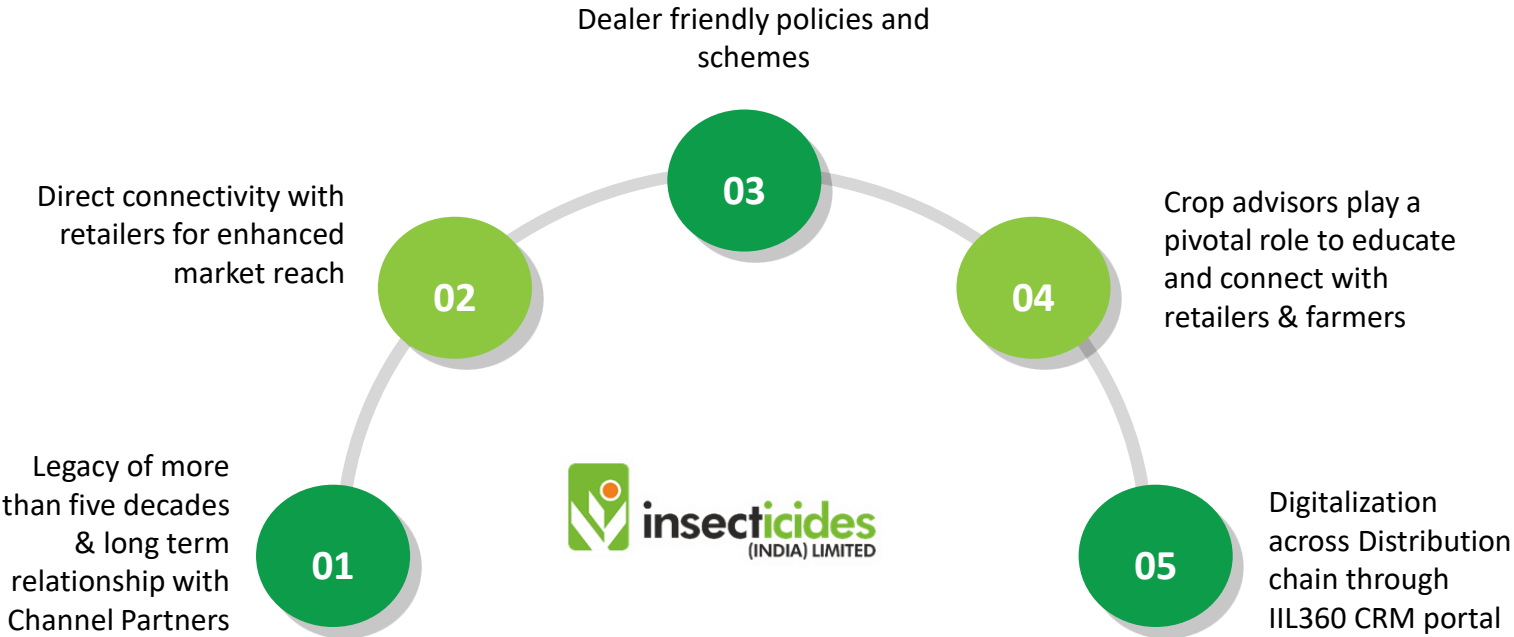 Dealer friendly policies and
schemes
03
Direct connectivity with
retailers for enhanced
market reach
02
Crop advisors play a
pivotal role to educate
and connect with
retailers & farmers
04
Legacy of more
than five decades
& long term
relationship with
Channel Partners
01
insecticides
(INDIA) LIMITED
05
Digitalization
across Distribution
chain through
IIL360 CRM portal